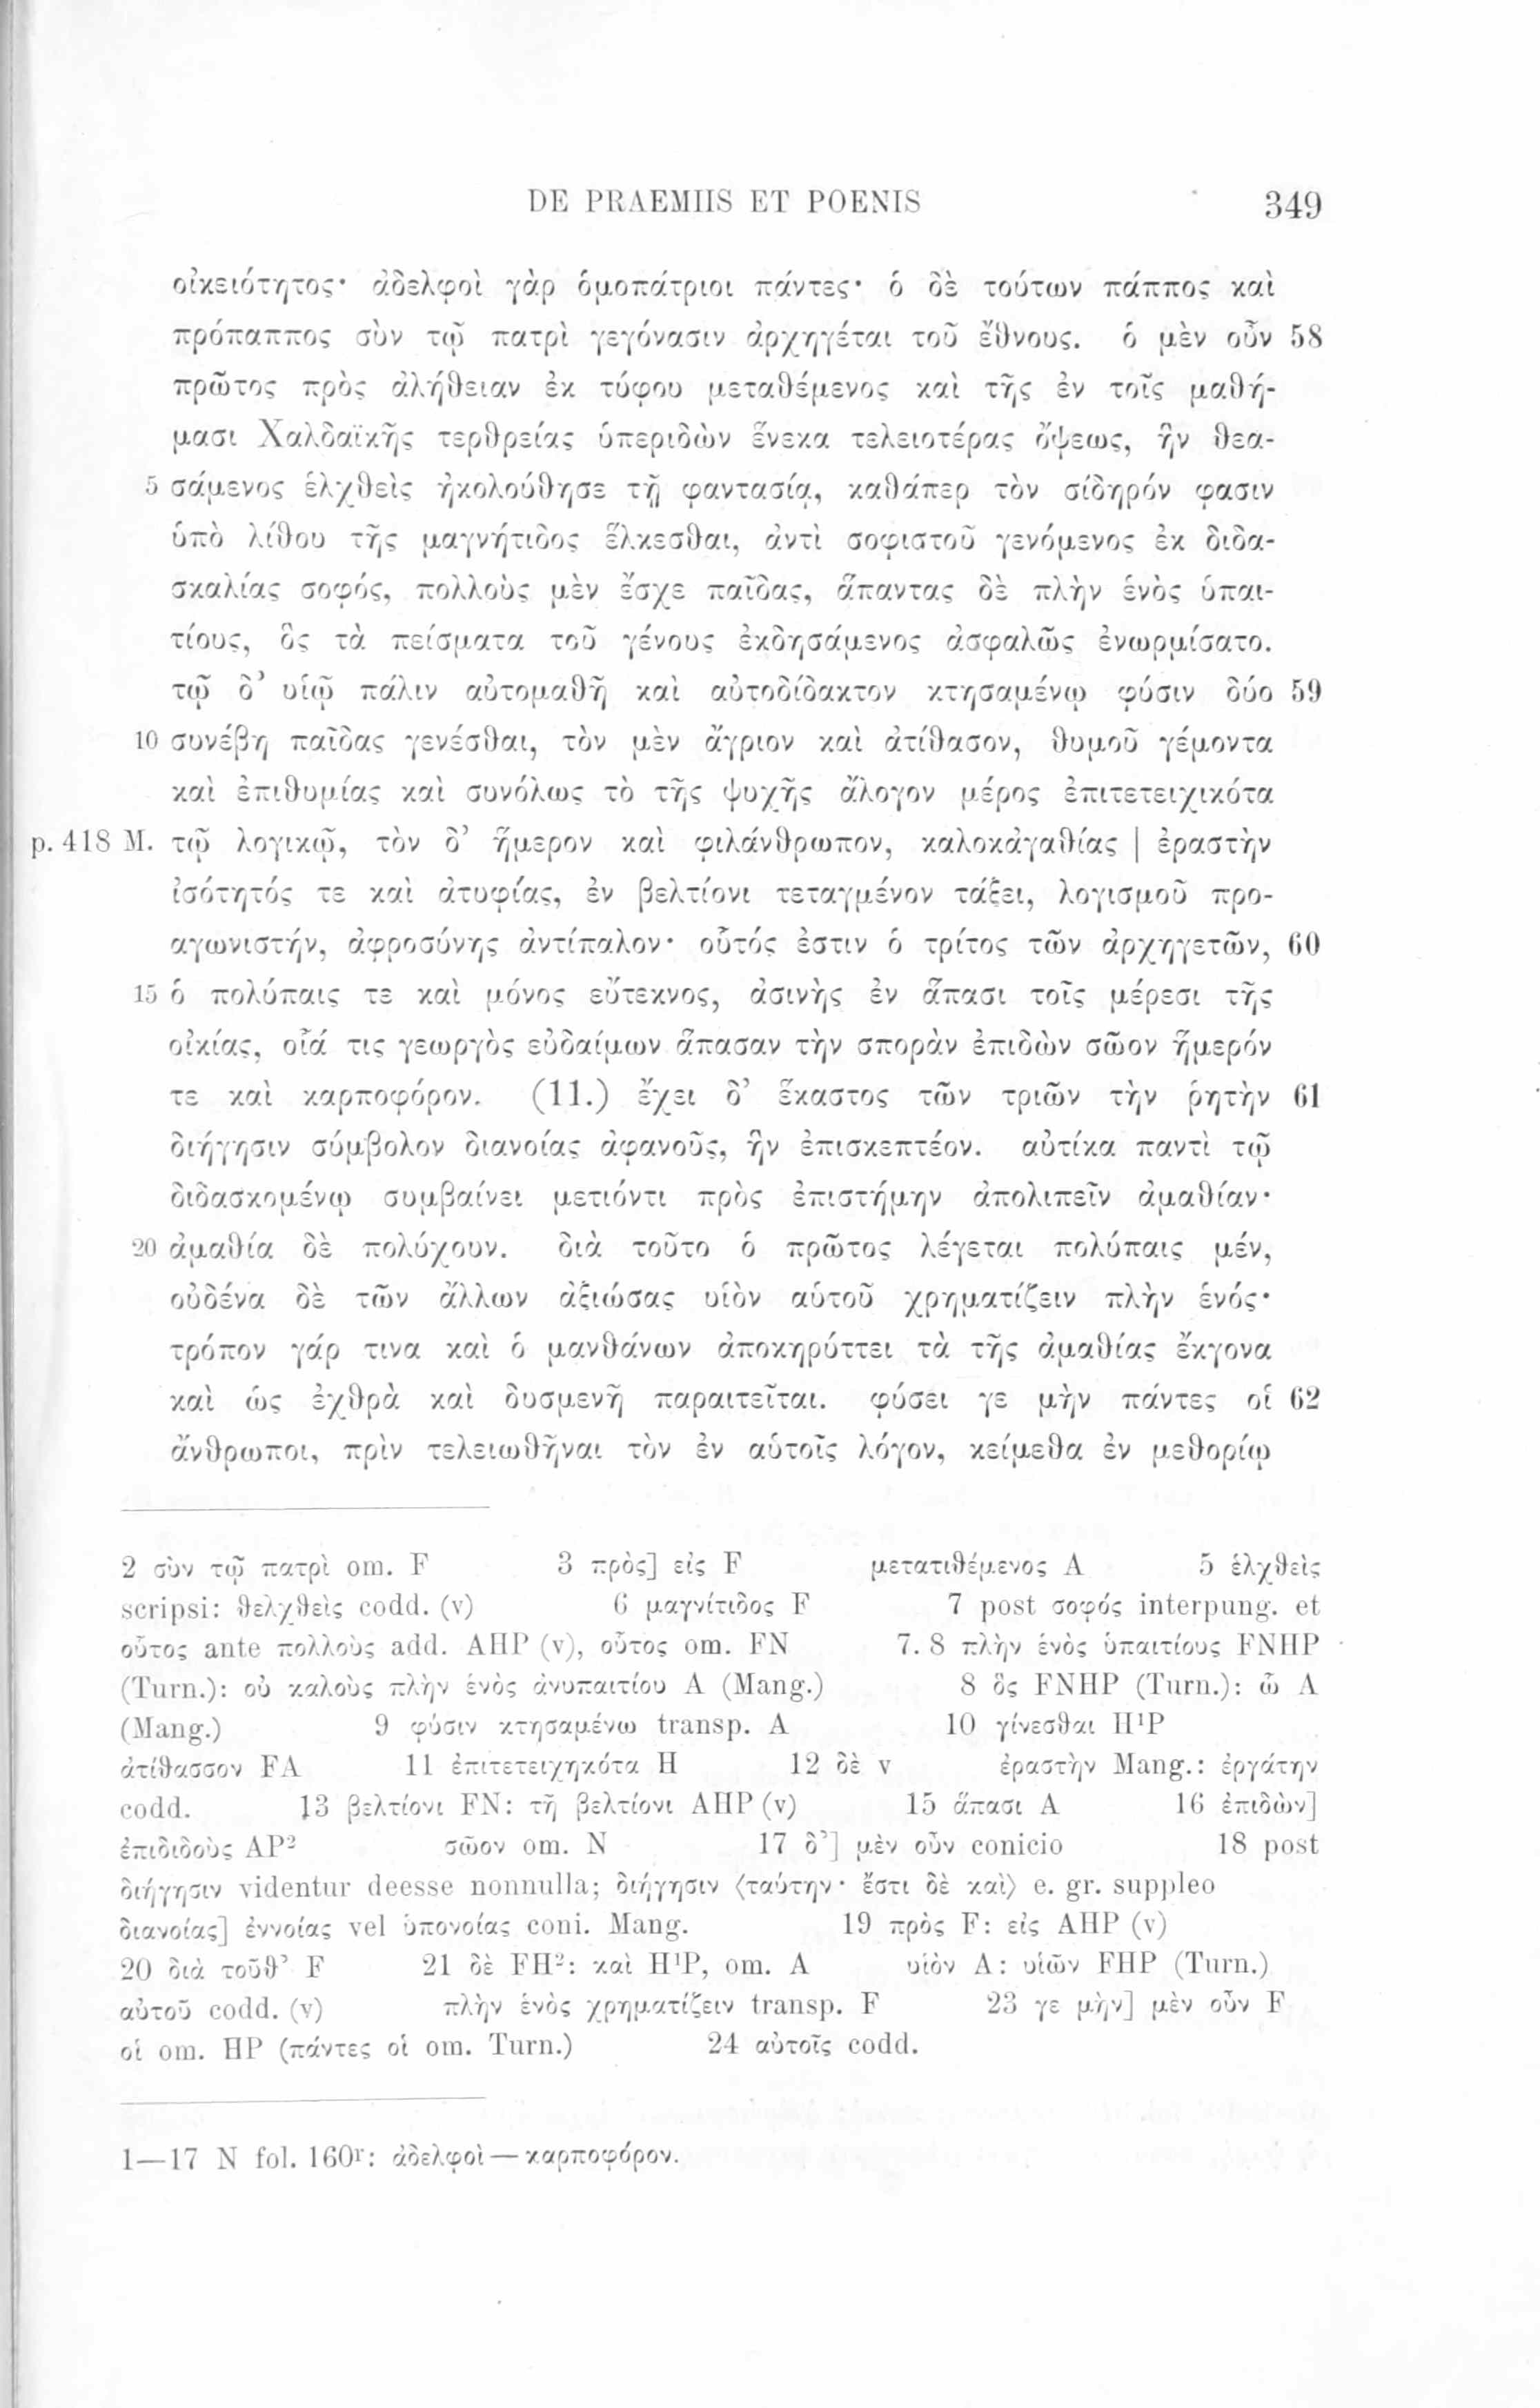 DE PRAEMIIS ET POENIS 349
οἰκειότητος· ἀδελφοὶ γὰρ ὁμοπάτριοι πάντες· ὁ δὲ τούτων πάππος καὶ
πρόπαππος σὺν τῷ πατρὶ γεγόνασιν ἀρχηγέται τοῦ ἔθνους. ὁ μὲν οὖν 58
πρῶτος πρὸς ἀλήθειαν ἐκ τύφου μεταθέμενος καὶ τῆς ἐν τοῖς μαθή-
μασι Χαλδαϊκῆς τερθρείας ὑπεριδὼν ἕνεκα τελειοτέρας ὄψεως, ἣν θεα-
5 σάμενος ἑλχθεὶς ἠκολούθησε τῇ φαντασίᾳ, καθάπερ τὸν σίδηρόν φασιν
ὑπὸ λίθου τῆς μαγνήτιδος ἕλκεσθαι, ἀντὶ σοφιστοῦ γενόμενος ἐκ διδα-
σκαλίας σοφός, πολλοὺς μὲν ἔσχε παῖδας, ἅπαντας δὲ πλὴν ἑνὸς ὑπαι-
τίους, ὃς τὰ πείσματα τοῦ γένους ἐκδησάμενος ἀσφαλῶς ἐνωρμίσατο.
τῷ δ’ υἱῷ πάλιν αὐτομαθῆ καὶ αὐτοδίδακτον κτησαμένῳ φύσιν δύο 59
10 συνέβη παῖδας γενέσθαι, τὸν μὲν ἄγριον καὶ ἀτίθασον, θυμοῦ γέμοντα
καὶ ἐπιθυμίας καὶ συνόλως τὸ τῆς ψυχῆς ἄλογον μέρος ἐπιτετειχικότα
p. 418 M. τῷ λογικῷ, τὸν δ’ ἥμερον καὶ φιλάνθρωπον, καλοκἀγαθίας | ἐραστὴν
ἰσότητός τε καὶ ἀτυφίας, ἐν βελτίονι τεταγμένον τάξει, λογισμοῦ προ-
αγωνιστήν, ἀφροσύνης ἀντίπαλον· οὗτός ἐστιν ὁ τρίτος τῶν ἀρχηγετῶν, 60
15 ὁ πολύπαις τε καὶ μόνος εὔτεκνος, ἀσινὴς ἐν ἅπασι τοῖς μέρεσι τῆς
οἰκίας, οἷά τις γεωργὸς εὐδαίμων ἅπασαν τὴν σπορὰν ἐπιδὼν σῶον ἥμερόν
τε καὶ καρποφόρον. (11.) ἔχει δ’ ἕκαστος τῶν τριῶν τὴν ῥητὴν 61
διήγησιν σύμβολον διανοίας ἀφανοῦς, ἣν ἐπισκεπτέον. αὐτίκα παντὶ τῷ
διδασκομένῳ συμβαίνει μετιόντι πρὸς ἐπιστήμην ἀπολιπεῖν ἀμαθίαν·
20 ἀμαθία δὲ πολύχουν. διὰ τοῦτο ὁ πρῶτος λέγεται πολύπαις μέν,
οὐδένα δὲ τῶν ἄλλων ἀξιώσας υἱὸν αὑτοῦ χρηματίζειν πλὴν ἑνός·
τρόπον γάρ τινα καὶ ὁ μανθάνων ἀποκηρύττει τὰ τῆς ἀμαθίας ἔκγονα
καὶ ὡς ἐχθρὰ καὶ δυσμενῆ παραιτεῖται. φύσει γε μὴν πάντες οἱ 62
ἄνθρωποι, πρὶν τελειωθῆναι τὸν ἐν αὑτοῖς λόγον, κείμεθα ἐν μεθορίῳ
2 σὺν τῷ πατρὶ om. F 3 πρὸς] εἰς F μετατιθέμενος A 5 ἑλχθεὶς
scripsi: θελχθεὶς codd. (v) 6 μαγνίτιδος F 7 post σοφός interpung. et
οὗτος ante πολλοὺς add. AHP (v), οὗτος om. FN 7. 8 πλὴν ἑνὸς ὑπαιτίους FNHP
(Turn.): οὐ καλοὺς πλὴν ἑνὸς ἀνυπαιτίου A (Mang.) 8 ὃς FNHP (Turn.): ᾧ A
(Mang.) 9 φύσιν κτησαμένω transp. A 10 γίνεσθαι H¹P
ἀτίθασσον FA 11 ἐπιτετειχηκότα H 12 δὲ v ἐραστὴν Mang.: ἐργάτην
codd. 13 βελτίονι FN: τῆ βελτίονι AHP (v) 15 ἅπασι A 16 ἐπιδὼν]
ἐπιδιδοὺς AP² σῶον om. N 17 δ’] μὲν οὖν conicio 18 post
διήγησιν videntur deesse nonnulla; διήγησιν ⟨ταύτην· ἔστι δὲ καὶ⟩ e. gr. suppleo
διανοίας] ἐννοίας vel ὑπονοίας coni. Mang. 19 πρὸς F: εἰς AHP (v)
20 διὰ τοῦθ’ F 21 δὲ FH²: καὶ H¹P, om. A υἱὸν A: υἱῶν FHP (Turn.)
αὐτοῦ codd. (v) πλὴν ἑνὸς χρηματίζειν transp. F 23 γε μὴν] μὲν οὖν F
οἱ om. HP (πάντες οἱ om. Turn.) 24 αὐτοῖς codd.
1—17 N fol. 160ʳ: ἀδελφοὶ — καρποφόρον.